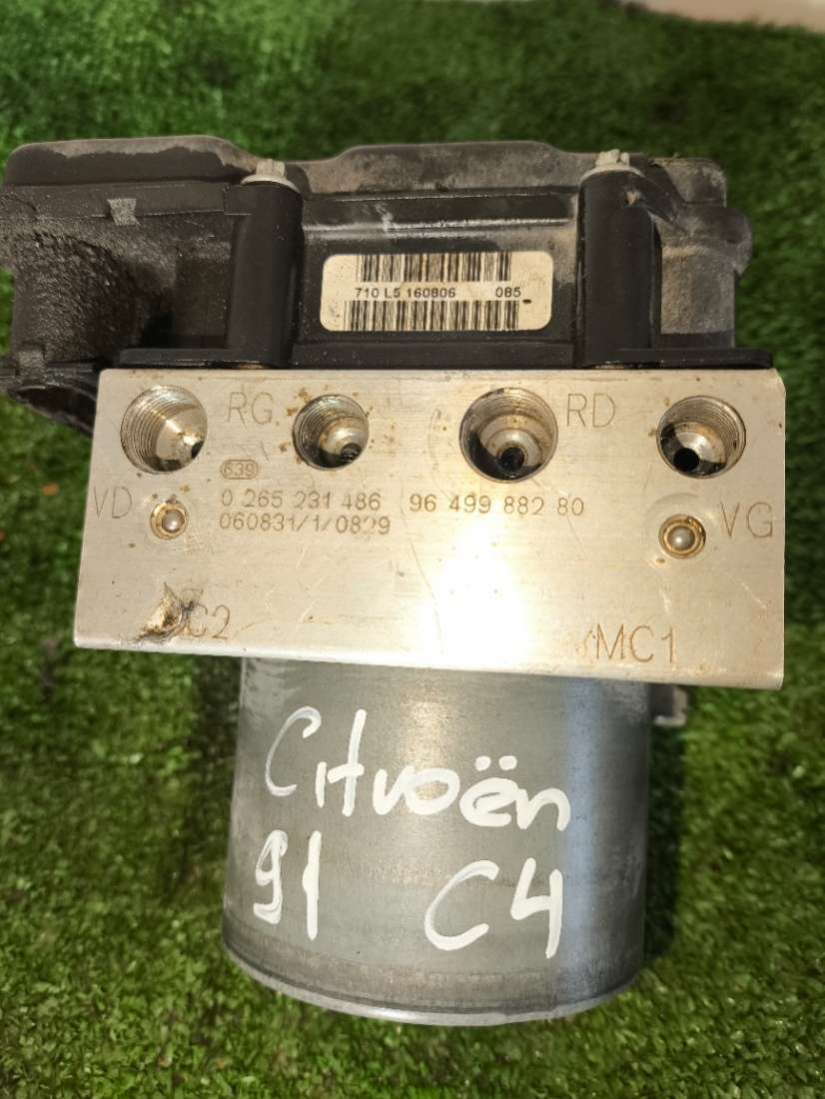 710 L5 160806 085
RG RD
639
VD 0 265 231 486 96 499 882 80 VG
060831/1/0829
C2 MC1
Citroën
91 C4